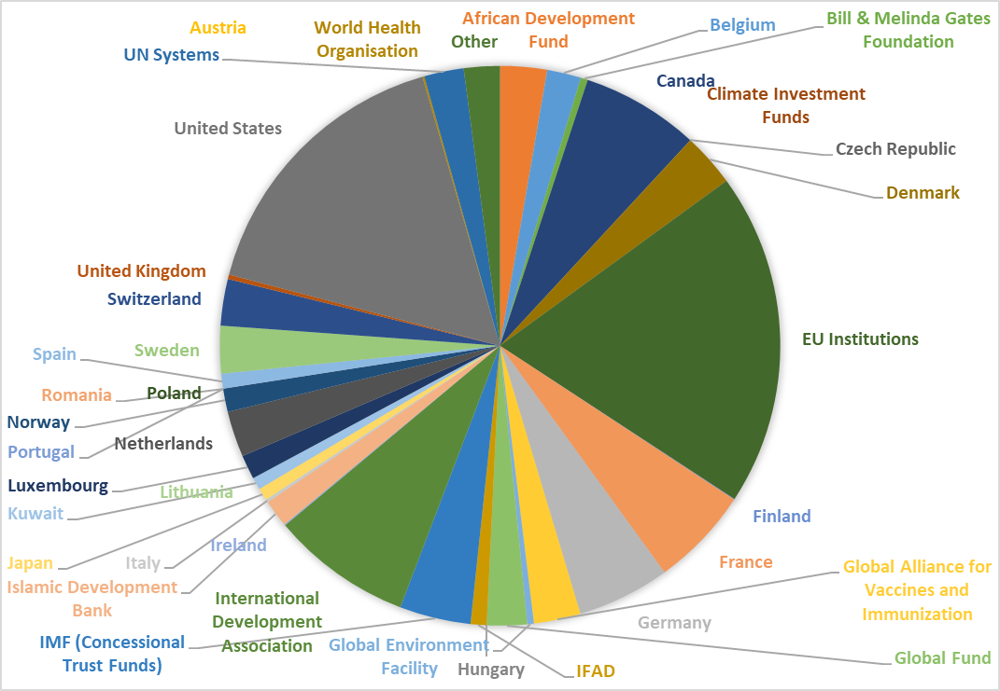 Austria
World Health
Organisation
UN Systems
Other
African Development
Fund
Belgium
Bill & Melinda Gates
Foundation
Canada
Climate Investment
Funds
United States
Czech Republic
Denmark
United Kingdom
Switzerland
EU Institutions
Spain
Sweden
Romania
Poland
Norway
Portugal
Netherlands
Luxembourg
Lithuania
Kuwait
Finland
Japan
Italy
Ireland
France
Islamic Development
Bank
Global Alliance for
Vaccines and
Immunization
International
Development
Association
Germany
IMF (Concessional
Trust Funds)
Global Environment
Facility
Hungary
IFAD
Global Fund